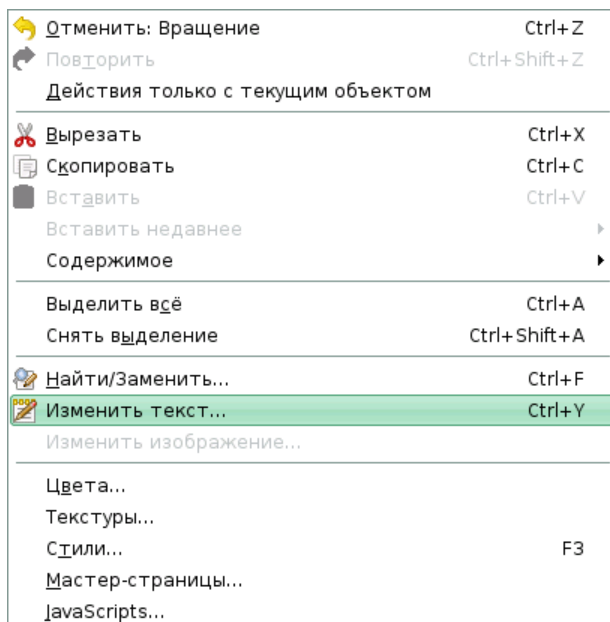 Отменить: Вращение Ctrl+Z
Повторить Ctrl+Shift+Z
Действия только с текущим объектом
Вырезать Ctrl+X
Скопировать Ctrl+C
Вставить Ctrl+V
Вставить недавнее
Содержимое
Выделить всё Ctrl+A
Снять выделение Ctrl+Shift+A
Найти/Заменить... Ctrl+F
Изменить текст... Ctrl+Y
Изменить изображение...
Цвета...
Текстуры...
Стили... F3
Мастер-страницы...
JavaScripts...